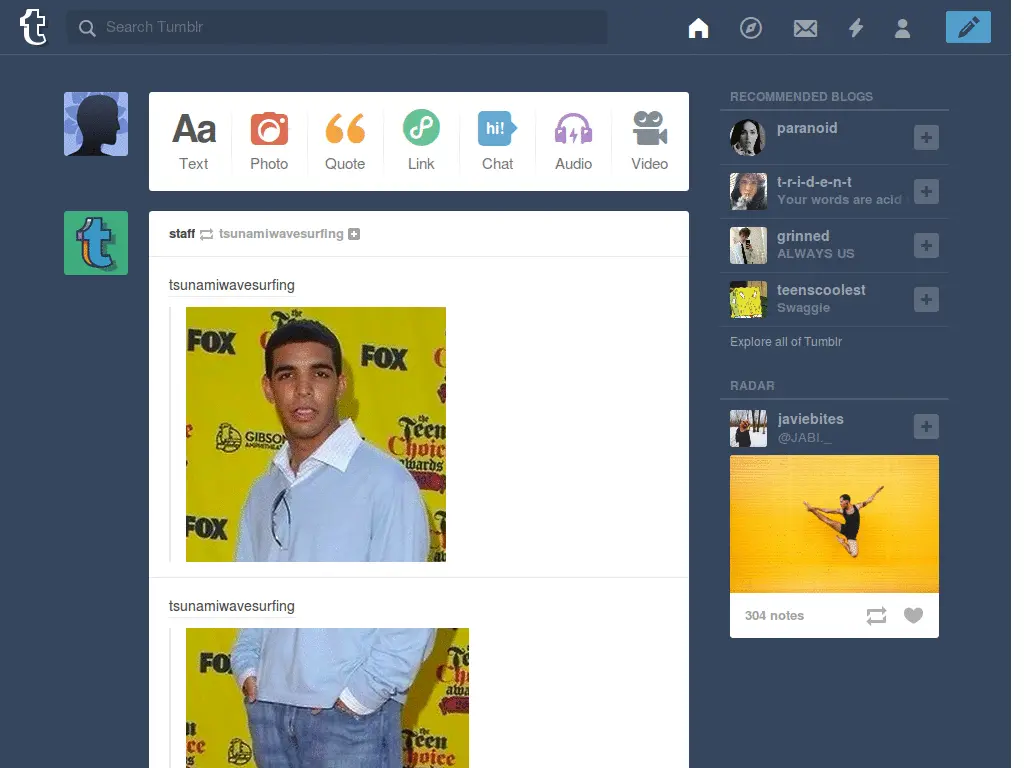 t
Search Tumblr
Aa
Text
Photo
Quote
Link
hi!
Chat
Audio
Video
staff tsunamiwavesurfing
tsunamiwavesurfing
FOX
FOX
GIBSON
AMPHITHEATER
the
Teen
Choice
awards
FOX
tsunamiwavesurfing
FO
Teen
RECOMMENDED BLOGS
paranoid
t-r-i-d-e-n-t
Your words are acid
grinned
ALWAYS US
teenscoolest
Swaggie
Explore all of Tumblr
RADAR
javiebites
@JABI._
304 notes